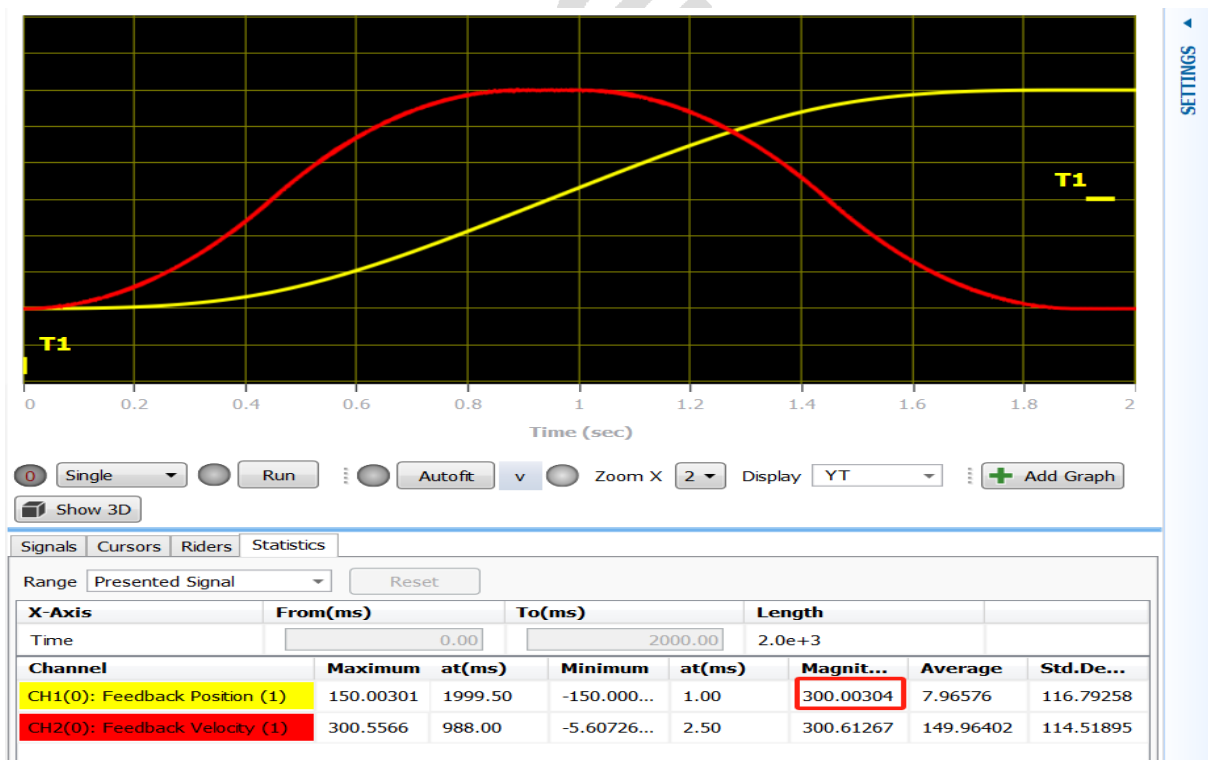 SETTINGS
T1
T1
0 0.2 0.4 0.6 0.8 1 1.2 1.4 1.6 1.8 2
Time (sec)
0 Single Run Autofit v Zoom X 2 Display YT Add Graph
Show 3D
Signals Cursors Riders Statistics
Range Presented Signal Reset
X-Axis From(ms) To(ms) Length
Time 0.00 2000.00 2.0e+3
Channel Maximum at(ms) Minimum at(ms) Magnit... Average Std.De...
CH1(0): Feedback Position (1) 150.00301 1999.50 -150.000... 1.00 300.00304 7.96576 116.79258
CH2(0): Feedback Velocity (1) 300.5566 988.00 -5.60726... 2.50 300.61267 149.96402 114.51895